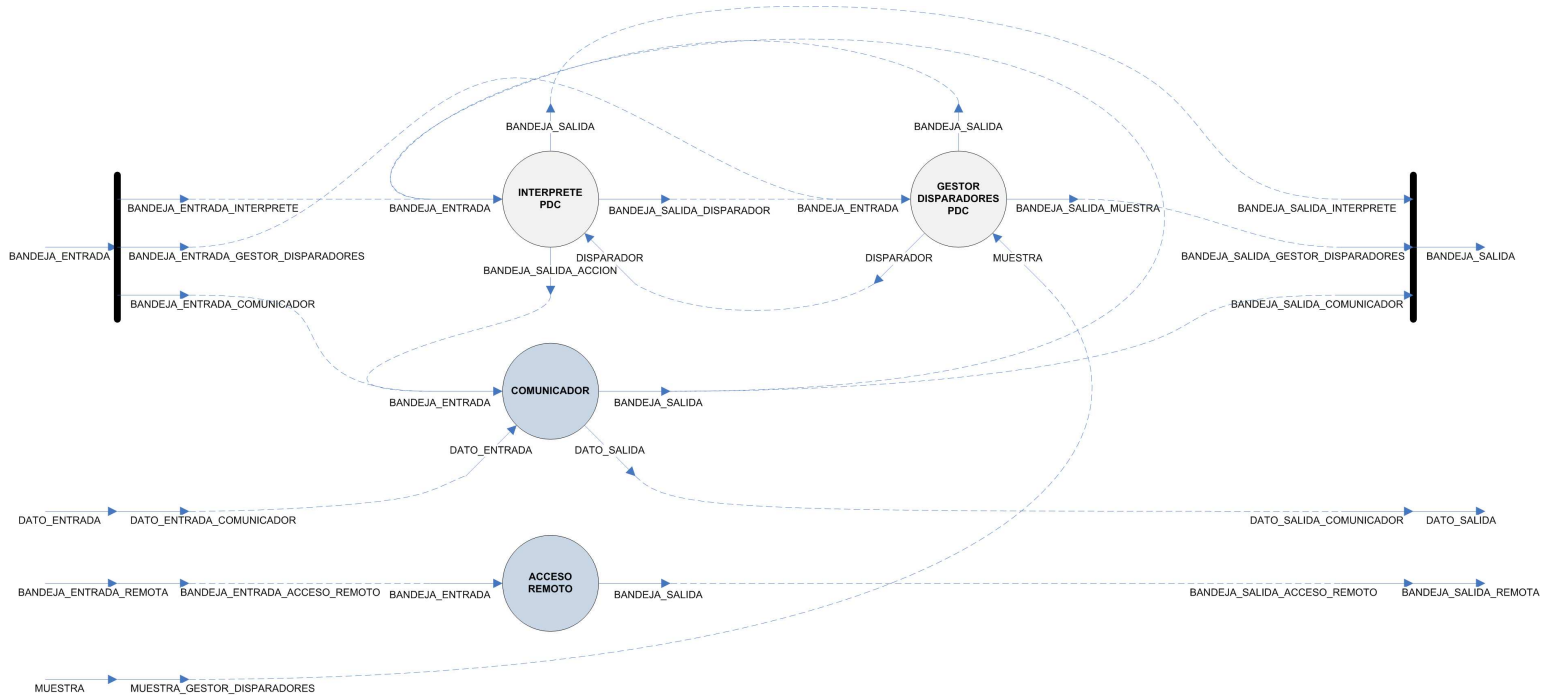 BANDEJA_SALIDA
BANDEJA_SALIDA
INTERPRETE
PDC
GESTOR
DISPARADORES
PDC
BANDEJA_ENTRADA_INTERPRETE
BANDEJA_ENTRADA
BANDEJA_SALIDA_DISPARADOR
BANDEJA_ENTRADA
BANDEJA_SALIDA_MUESTRA
BANDEJA_SALIDA_INTERPRETE
BANDEJA_ENTRADA
BANDEJA_ENTRADA_GESTOR_DISPARADORES
DISPARADOR
DISPARADOR
MUESTRA
BANDEJA_SALIDA_GESTOR_DISPARADORES
BANDEJA_SALIDA
BANDEJA_SALIDA_ACCION
BANDEJA_ENTRADA_COMUNICADOR
BANDEJA_SALIDA_COMUNICADOR
COMUNICADOR
BANDEJA_ENTRADA
BANDEJA_SALIDA
DATO_ENTRADA
DATO_SALIDA
DATO_ENTRADA
DATO_ENTRADA_COMUNICADOR
DATO_SALIDA_COMUNICADOR
DATO_SALIDA
ACCESO
REMOTO
BANDEJA_ENTRADA_REMOTA
BANDEJA_ENTRADA_ACCESO_REMOTO
BANDEJA_ENTRADA
BANDEJA_SALIDA
BANDEJA_SALIDA_ACCESO_REMOTO
BANDEJA_SALIDA_REMOTA
MUESTRA
MUESTRA_GESTOR_DISPARADORES